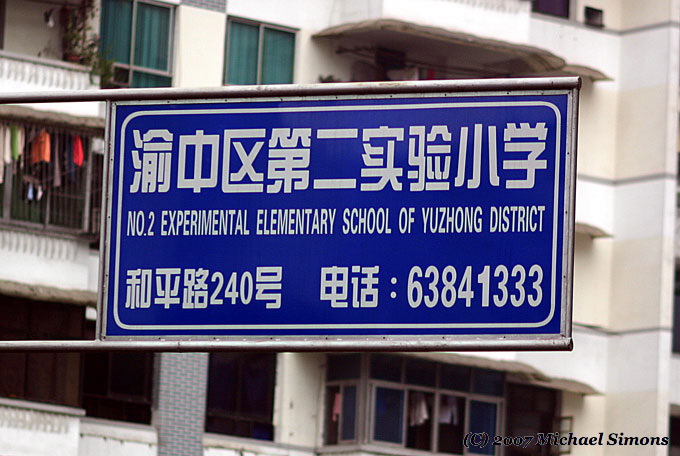 渝中区第二实验小学
NO.2 EXPERIMENTAL ELEMENTARY SCHOOL OF YUZHONG DISTRICT
和平路240号 电话：63841333
(C) 2007 Michael Simons